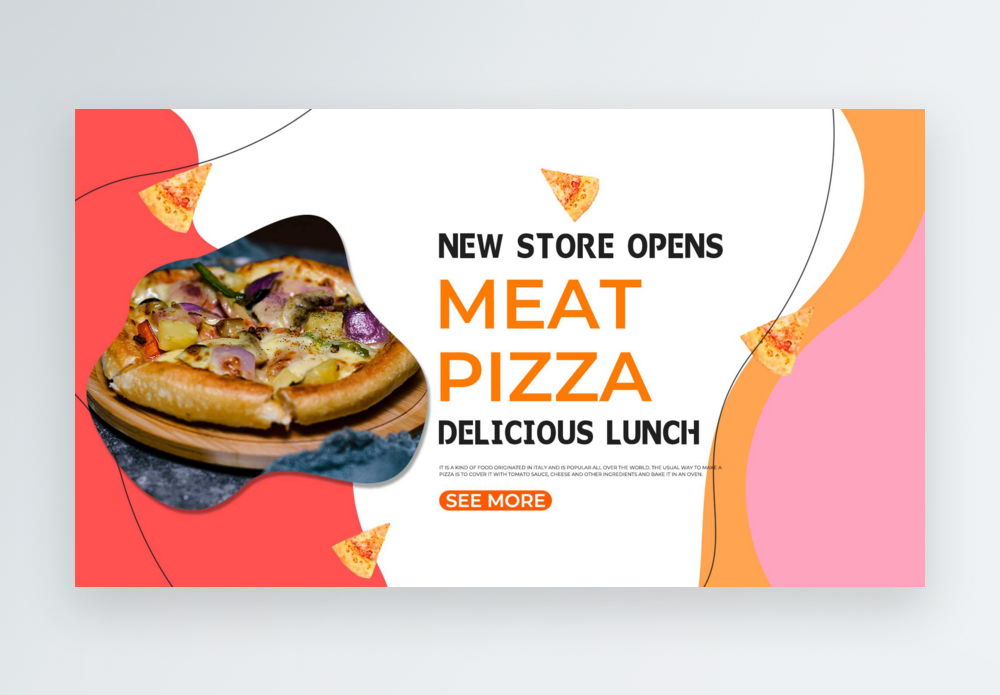 NEW STORE OPENS
MEAT
PIZZA
DELICIOUS LUNCH
IT IS A KIND OF FOOD ORIGINATED IN ITALY AND IS POPULAR ALL OVER THE WORLD. THE USUAL WAY TO MAKE A
PIZZA IS TO COVER IT WITH TOMATO SAUCE, CHEESE AND OTHER INGREDIENTS AND BAKE IT IN AN OVEN.
SEE MORE